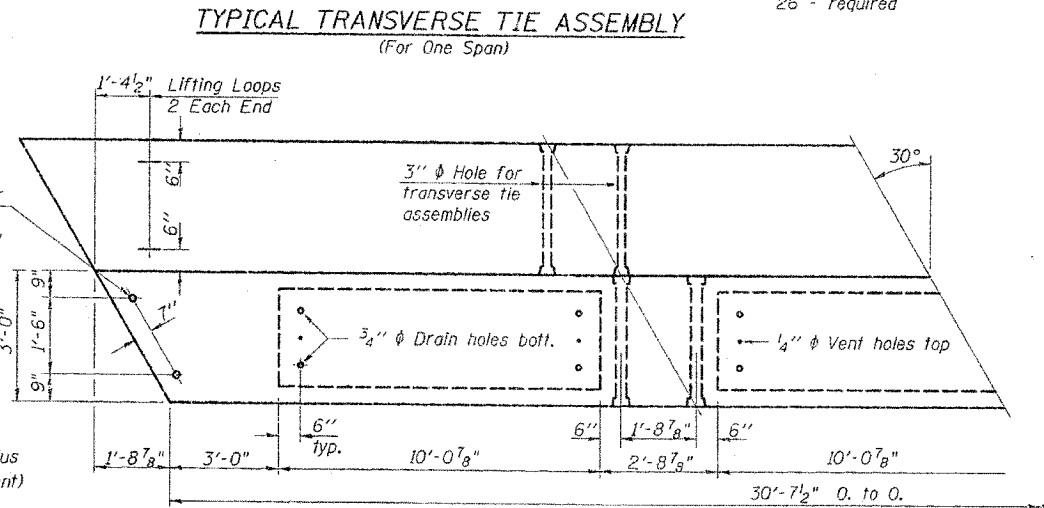 26 - required
TYPICAL TRANSVERSE TIE ASSEMBLY
(For One Span)
1'-4½" Lifting Loops
2 Each End
30°
3" ϕ Hole for
transverse tie
assemblies
6"
6"
9"
3'-0"
1'-6"
7"
9"
¾" ϕ Drain holes bott.
¼" ϕ Vent holes top
6"
typ.
6"
1'-8⅞"
6"
1'-8⅞"
3'-0"
10'-0⅞"
2'-8⅞"
10'-0⅞"
30'-7½" O. to O.